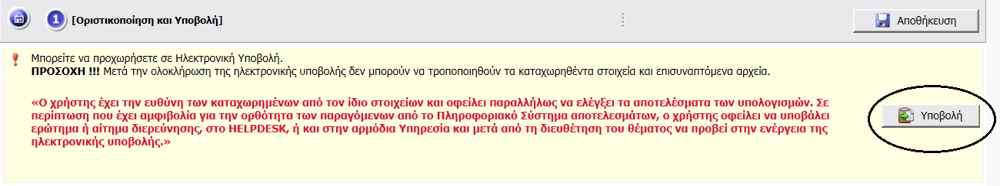 1 [Οριστικοποίηση και Υποβολή]
Αποθήκευση
Μπορείτε να προχωρήσετε σε Ηλεκτρονική Υποβολή.
ΠΡΟΣΟΧΗ !!! Μετά την ολοκλήρωση της ηλεκτρονικής υποβολής δεν μπορούν να τροποποιηθούν τα καταχωρηθέντα στοιχεία και επισυναπτόμενα αρχεία.
«Ο χρήστης έχει την ευθύνη των καταχωρημένων από τον ίδιο στοιχείων και οφείλει παραλλήλως να ελέγξει τα αποτελέσματα των υπολογισμών. Σε
περίπτωση που έχει αμφιβολία για την ορθότητα των παραγόμενων από το Πληροφοριακό Σύστημα αποτελεσμάτων, ο χρήστης οφείλει να υποβάλει
ερώτημα ή αίτημα διερεύνησης, στο HELPDESK, ή και στην αρμόδια Υπηρεσία και μετά από τη διευθέτηση του θέματος να προβεί στην ενέργεια της
ηλεκτρονικής υποβολής.»
Υποβολή